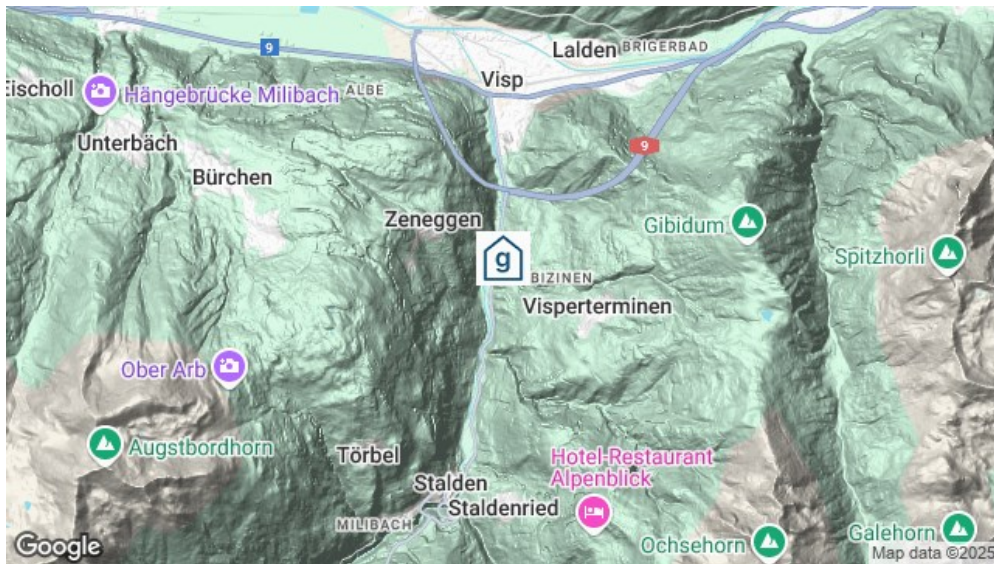 Lalden
BRIGERBAD
9
Visp
Eischoll
Hängebrücke Milibach
ALBE
Unterbäch
9
Bürchen
Zeneggen
Gibidum
g
Spitzhorli
BIZINEN
Visperterminen
Ober Arb
Augstbordhorn
Törbel
Hotel-Restaurant
Alpenblick
Stalden
Staldenried
MILIBACH
Ochsehorn
Galehorn
Google
Map data ©2025